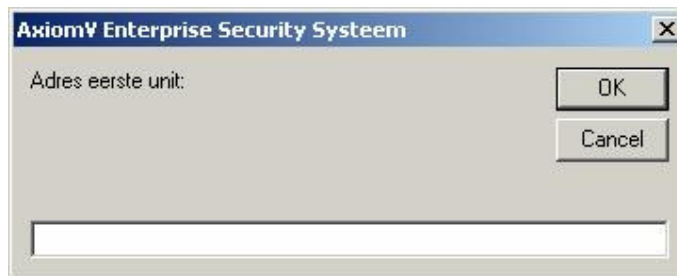 AxiomV Enterprise Security Systeem
Adres eerste unit:
OK
Cancel